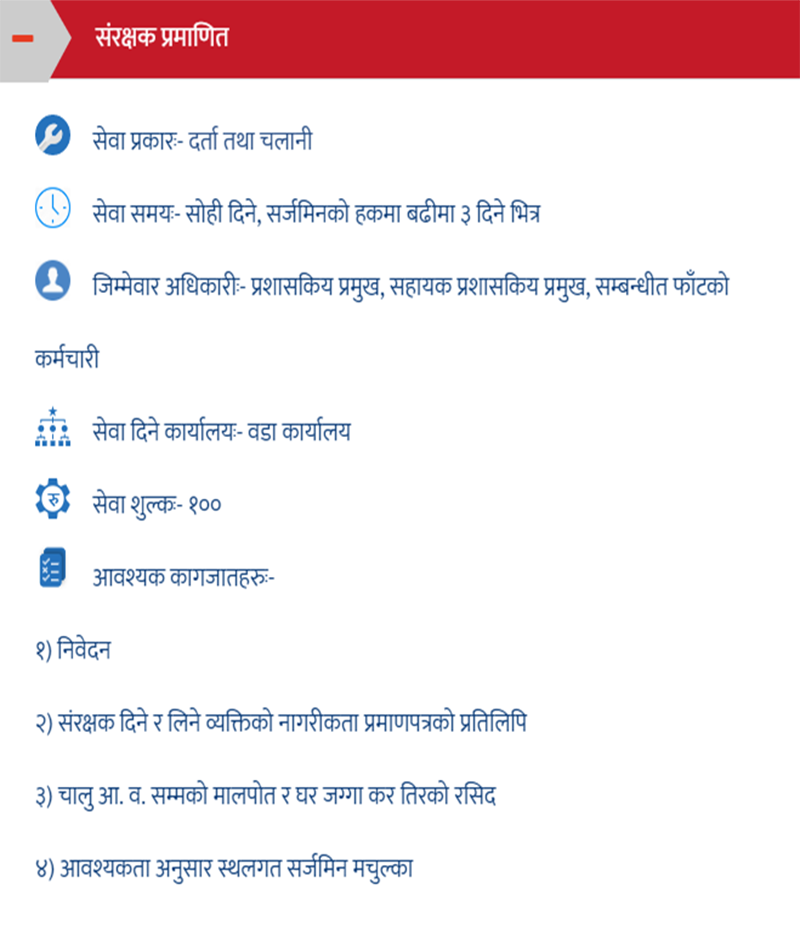 संरक्षक प्रमाणित
सेवा प्रकारः- दर्ता तथा चलानी
सेवा समयः- सोही दिने, सर्जमिनको हकमा बढीमा ३ दिने भित्र
जिम्मेवार अधिकारीः- प्रशासकिय प्रमुख, सहायक प्रशासकिय प्रमुख, सम्बन्धीत फाँटको
कर्मचारी
सेवा दिने कार्यालयः- वडा कार्यालय
रु
सेवा शुल्कः- १००
आवश्यक कागजातहरुः-
१) निवेदन
२) संरक्षक दिने र लिने व्यक्तिको नागरीकता प्रमाणपत्रको प्रतिलिपि
३) चालु आ. व. सम्मको मालपोत र घर जग्गा कर तिरको रसिद
४) आवश्यकता अनुसार स्थलगत सर्जमिन मचुल्का